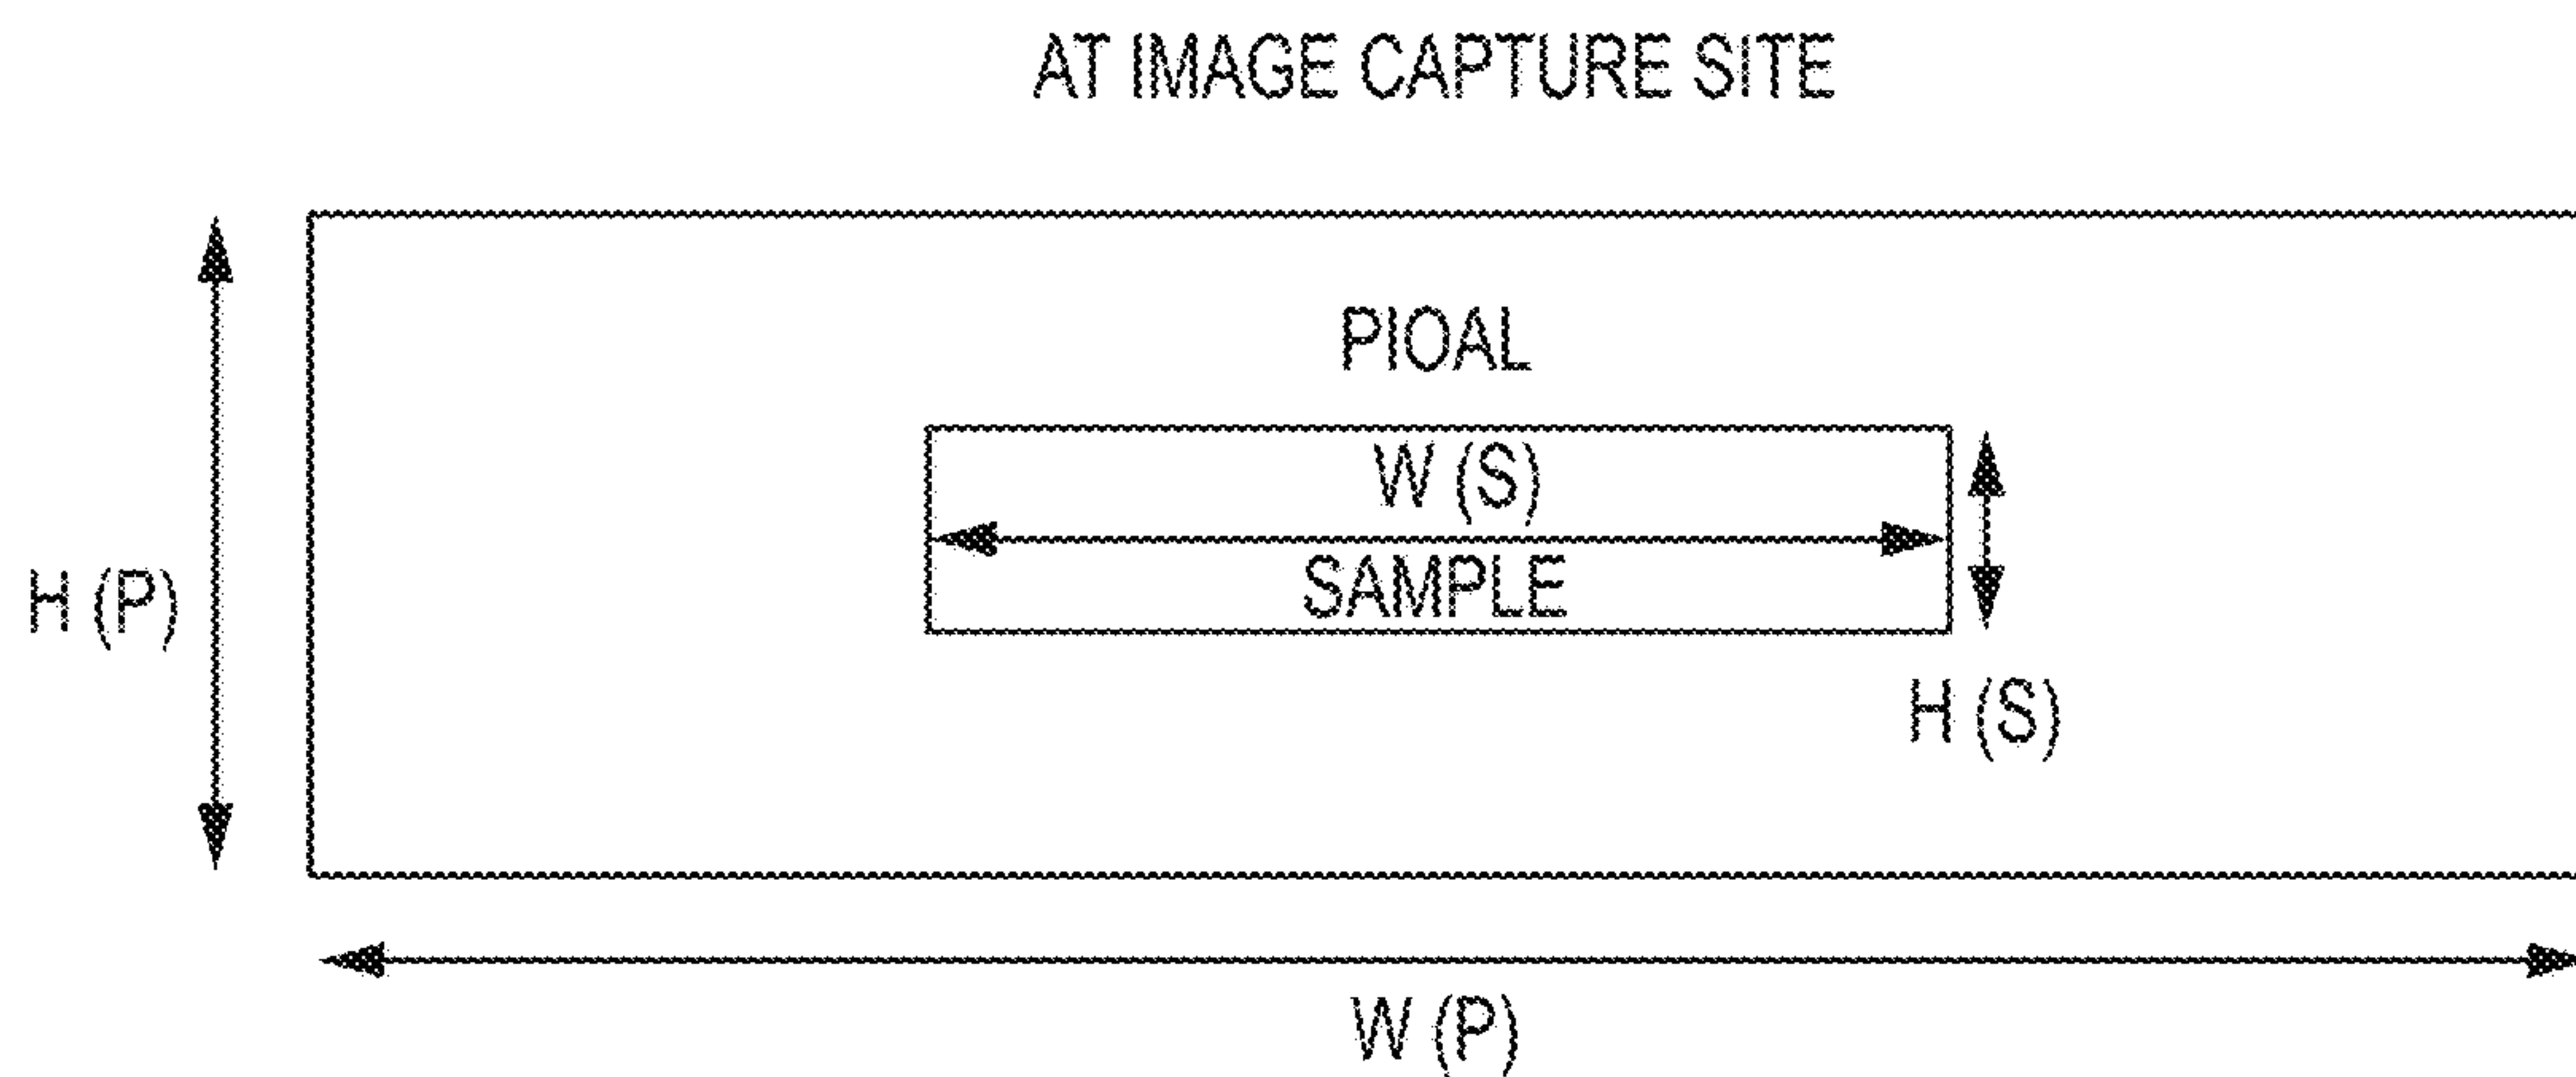 AT IMAGE CAPTURE SITE
PIOAL
W (S)
SAMPLE
H (P)
H (S)
W (P)